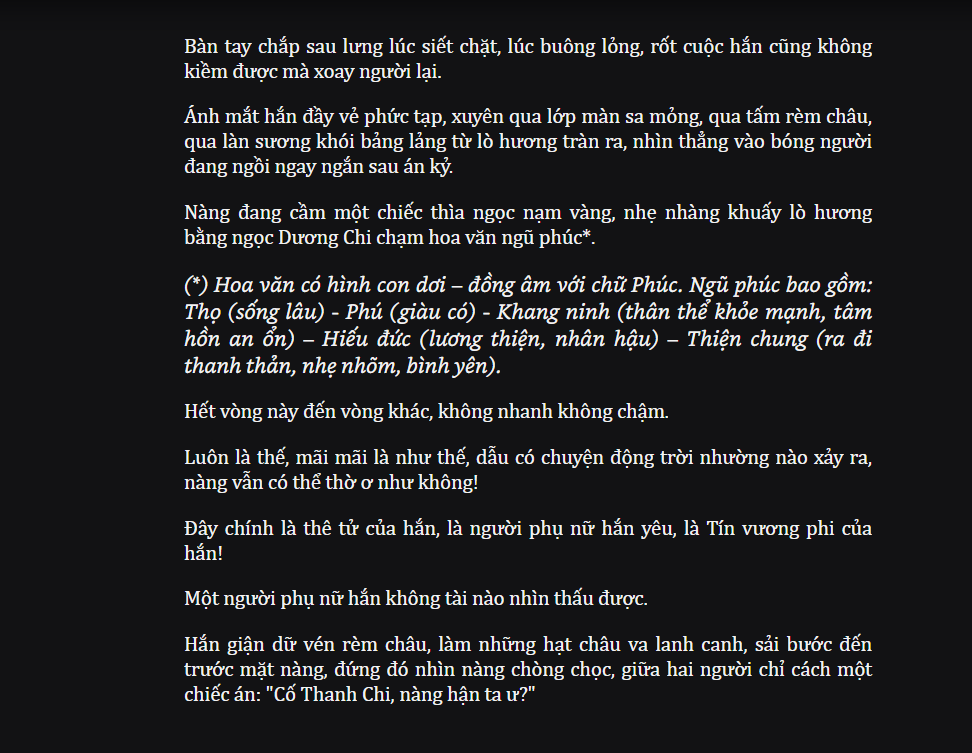 Bàn tay chắp sau lưng lúc siết chặt, lúc buông lỏng, rốt cuộc hắn cũng không
kiềm được mà xoay người lại.
Ánh mắt hắn đầy vẻ phức tạp, xuyên qua lớp màn sa mỏng, qua tấm rèm châu,
qua làn sương khói bảng lảng từ lò hương tràn ra, nhìn thẳng vào bóng người
đang ngồi ngay ngắn sau án kỷ.
Nàng đang cầm một chiếc thìa ngọc nạm vàng, nhẹ nhàng khuấy lò hương
bằng ngọc Dương Chi chạm hoa văn ngũ phúc*.
(*) Hoa văn có hình con dơi – đồng âm với chữ Phúc. Ngũ phúc bao gồm:
Thọ (sống lâu) - Phú (giàu có) - Khang ninh (thân thể khỏe mạnh, tâm
hồn an ổn) – Hiếu đức (lương thiện, nhân hậu) – Thiện chung (ra đi
thanh thản, nhẹ nhõm, bình yên).
Hết vòng này đến vòng khác, không nhanh không chậm.
Luôn là thế, mãi mãi là như thế, dẫu có chuyện động trời nhường nào xảy ra,
nàng vẫn có thể thờ ơ như không!
Đây chính là thê tử của hắn, là người phụ nữ hắn yêu, là Tín vương phi của
hắn!
Một người phụ nữ hắn không tài nào nhìn thấu được.
Hắn giận dữ vén rèm châu, làm những hạt châu va lanh canh, sải bước đến
trước mặt nàng, đứng đó nhìn nàng chòng chọc, giữa hai người chỉ cách một
chiếc án: "Cố Thanh Chi, nàng hận ta ư?"